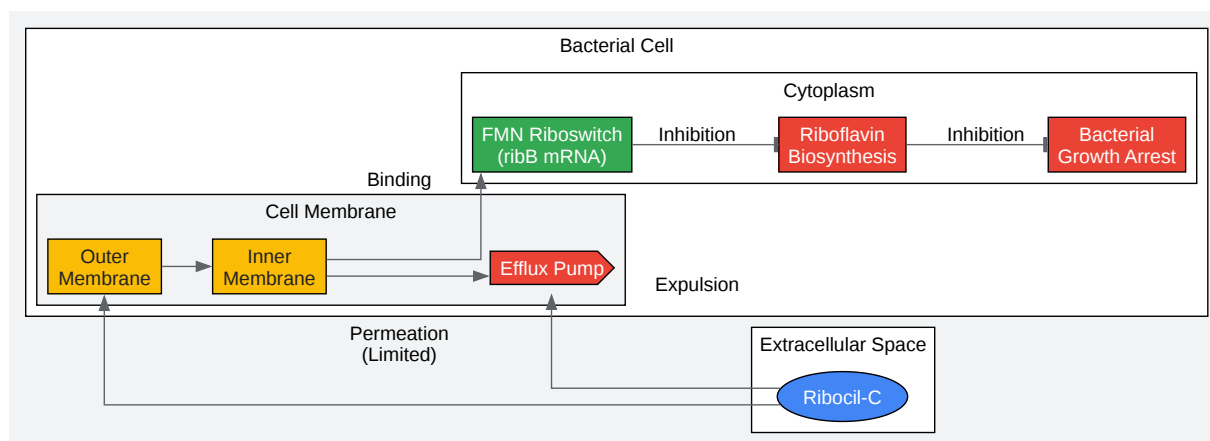 Bacterial Cell
Cytoplasm
FMN Riboswitch
(ribB mRNA)
Inhibition
Riboflavin
Biosynthesis
Inhibition
Bacterial
Growth Arrest
Binding
Cell Membrane
Outer
Membrane
Inner
Membrane
Efflux Pump
Expulsion
Permeation
(Limited)
Extracellular Space
Ribocil-C